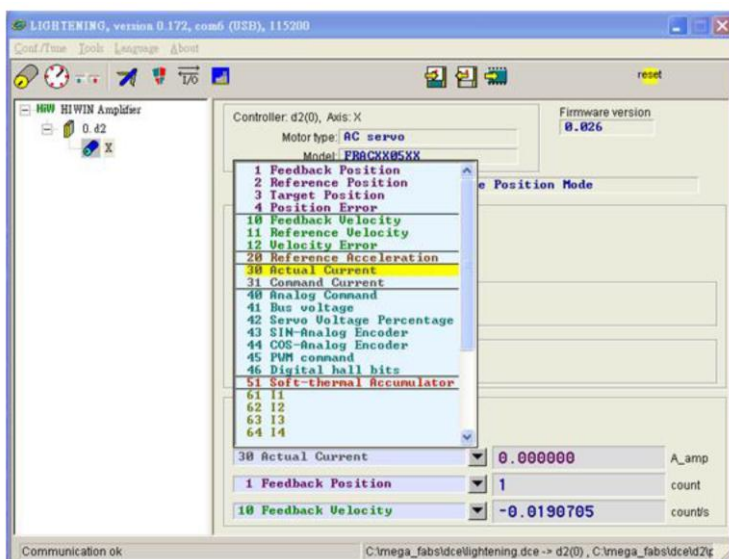 LIGHTENING, version 0.172, com6 (USB), 115200
Conf./Tune Tools Language About
I/O
reset
HIWIN Amplifier
0. d2
X
Controller: d2(0), Axis: X
Motor type: AC servo
Model: FRACXX05XX
Firmware version
0.026
e Position Mode
1 Feedback Position
2 Reference Position
3 Target Position
4 Position Error
10 Feedback Velocity
11 Reference Velocity
12 Velocity Error
20 Reference Acceleration
30 Actual Current
31 Command Current
40 Analog Command
41 Bus voltage
42 Servo Voltage Percentage
43 SIN-Analog Encoder
44 COS-Analog Encoder
45 PWM command
46 Digital hall bits
51 Soft-thermal Accumulator
61 I1
62 I2
63 I3
64 I4
30 Actual Current 0.000000 A_amp
1 Feedback Position 1 count
10 Feedback Velocity -0.0190705 count/s
Communication ok
C:\mega_fabs\dce\lightening.dce -> d2(0) , C:\mega_fabs\dce\d2\p